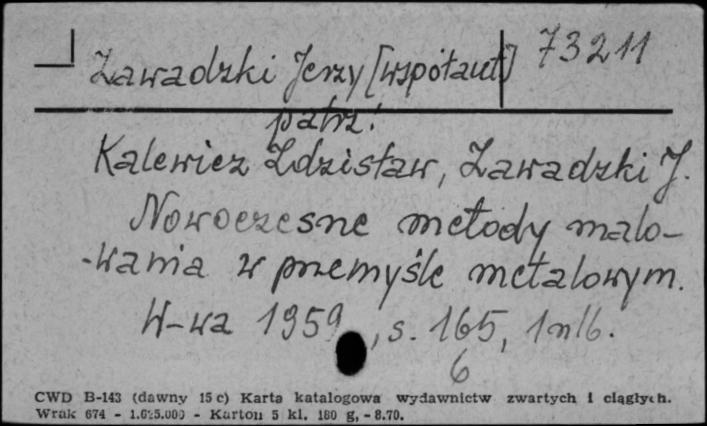 Zawadzki Jerzy [współaut.] 73211
patrz:
Kalewicz Zdzisław, Zawadzki J.
Nowoczesne metody malo-
-wania w przemyśle metalowym.
W-wa 1959, s. 165, 1 nlb.
6
CWD B-143 (dawny 15 c) Karta katalogowa wydawnictw zwartych i ciągłych.
Wrak 674 - 1.625.000 - Karton 5 kl. 180 g, - 8.70.